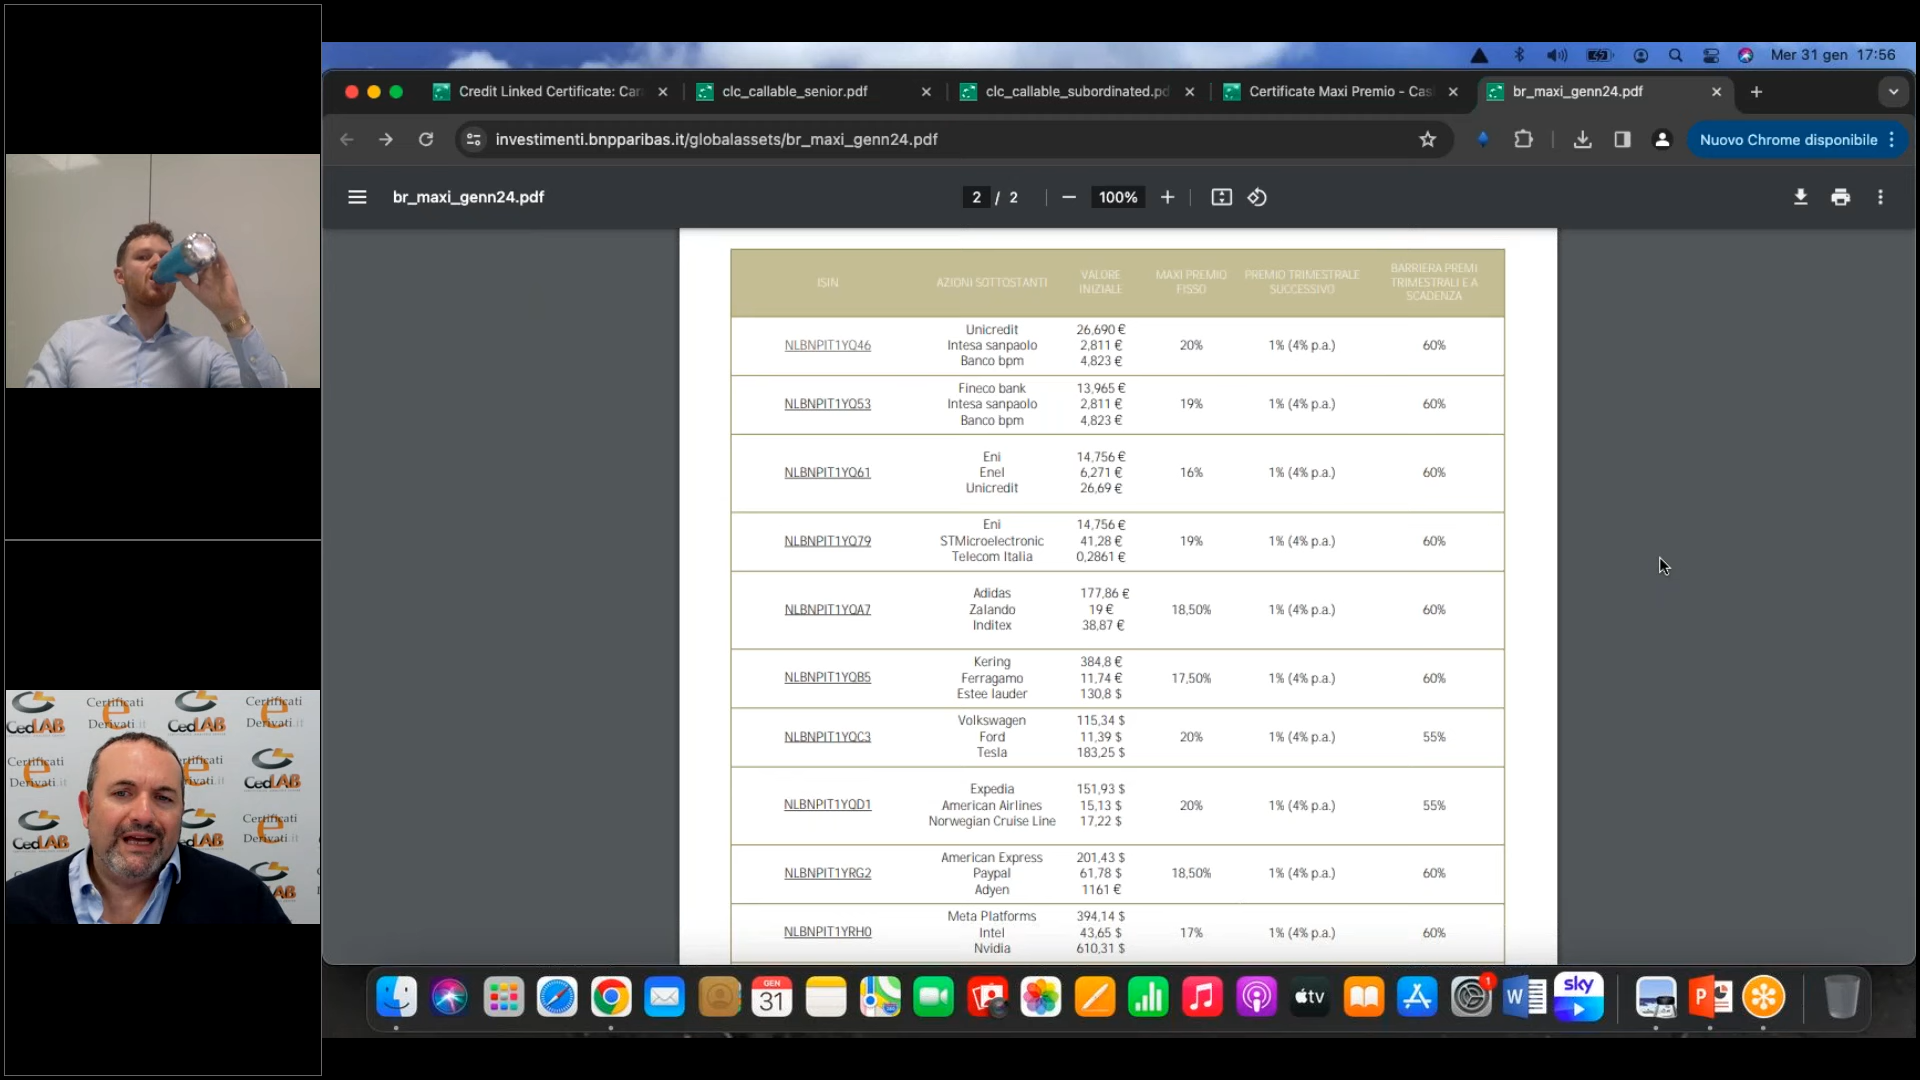 Mer 31 gen 17:56
Credit Linked Certificate: Car
clc_callable_senior.pdf
clc_callable_subordinated.pd
Certificate Maxi Premio - Cas
br_maxi_genn24.pdf
investimenti.bnpparibas.it/globalassets/br_maxi_genn24.pdf
Nuovo Chrome disponibile
br_maxi_genn24.pdf
2 / 2
100%
ISIN AZIONI SOTTOSTANTI VALORE INIZIALE MAXI PREMIO FISSO PREMIO TRIMESTRALE SUCCESSIVO BARRIERA PREMI TRIMESTRALI E A SCADENZA
Unicredit 26,690 €
NLBNPIT1YQ46 Intesa sanpaolo 2,811 € 20% 1% (4% p.a.) 60%
Banco bpm 4,823 €
Fineco bank 13,965 €
NLBNPIT1YQ53 Intesa sanpaolo 2,811 € 19% 1% (4% p.a.) 60%
Banco bpm 4,823 €
Eni 14,756 €
NLBNPIT1YQ61 Enel 6,271 € 16% 1% (4% p.a.) 60%
Unicredit 26,69 €
Eni 14,756 €
NLBNPIT1YQ79 STMicroelectronic 41,28 € 19% 1% (4% p.a.) 60%
Telecom Italia 0,2861 €
Adidas 177,86 €
NLBNPIT1YQA7 Zalando 19 € 18,50% 1% (4% p.a.) 60%
Inditex 38,87 €
Kering 384,8 €
NLBNPIT1YQB5 Ferragamo 11,74 € 17,50% 1% (4% p.a.) 60%
Estee lauder 130,8 $
Volkswagen 115,34 $
NLBNPIT1YQC3 Ford 11,39 $ 20% 1% (4% p.a.) 55%
Tesla 183,25 $
Expedia 151,93 $
NLBNPIT1YQD1 American Airlines 15,13 $ 20% 1% (4% p.a.) 55%
Norwegian Cruise Line 17,22 $
American Express 201,43 $
NLBNPIT1YRG2 Paypal 61,78 $ 18,50% 1% (4% p.a.) 60%
Adyen 1161 €
Meta Platforms 394,14 $
NLBNPIT1YRH0 Intel 43,65 $ 17% 1% (4% p.a.) 60%
Nvidia 610,31 $
Certificati
Derivati.it
CedLAB
GEN
31
tv
1
W
sky
P